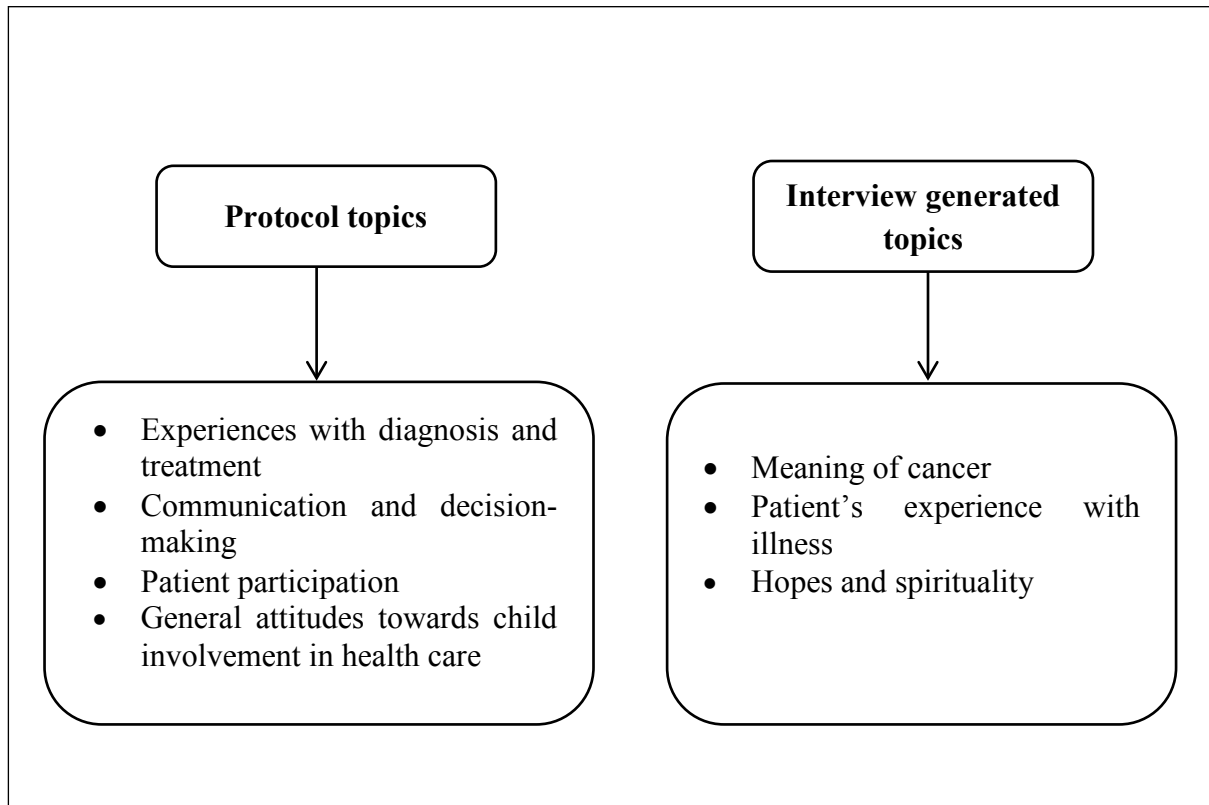 Protocol topics
• Experiences with diagnosis and
treatment
• Communication and decision-
making
• Patient participation
• General attitudes towards child
involvement in health care
Interview generated
topics
• Meaning of cancer
• Patient’s experience with
illness
• Hopes and spirituality